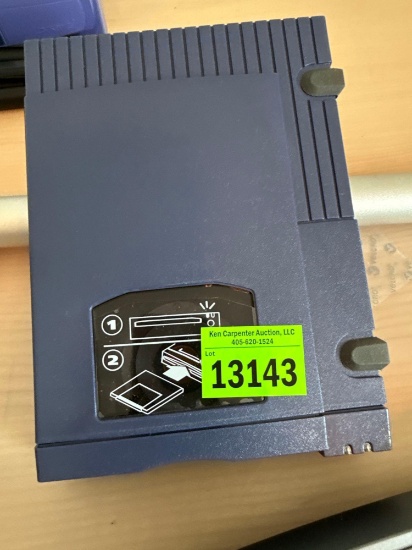 1
2
Ken Carpenter Auction, LLC
405-620-1524
Lot
13143